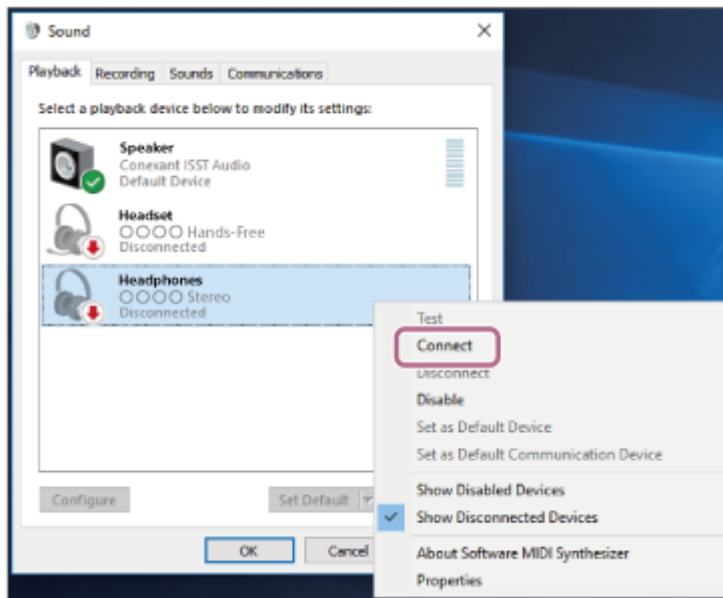 Sound
Playback Recording Sounds Communications
Select a playback device below to modify its settings:
Speaker
Conexant ISST Audio
Default Device
Headset
○○○○ Hands-Free
Disconnected
Headphones
○○○○ Stereo
Disconnected
Test
Connect
Disconnect
Disable
Set as Default Device
Set as Default Communication Device
Show Disabled Devices
Show Disconnected Devices
About Software MIDI Synthesizer
Properties
Configure
Set Default
OK
Cancel